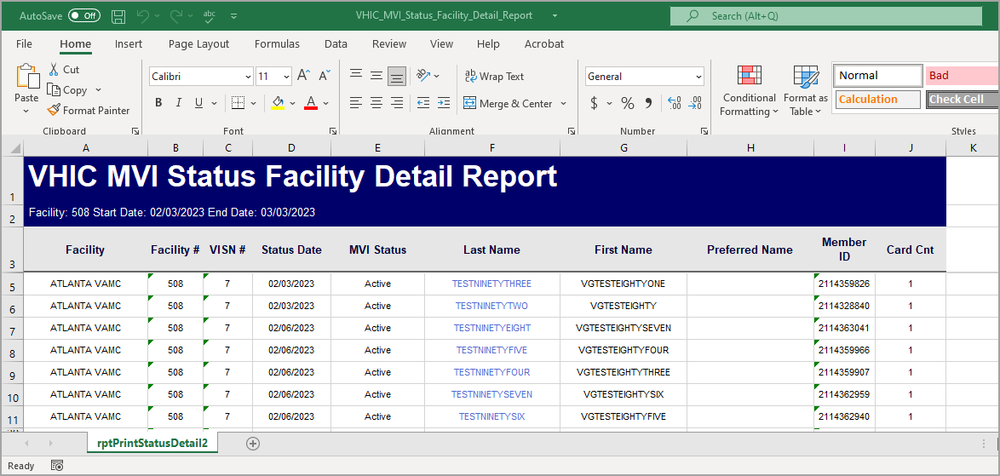 AutoSave Off abc VHIC_MVI_Status_Facility_Detail_Report Search (Alt+Q)
File Home Insert Page Layout Formulas Data Review View Help Acrobat
Paste Cut Copy Format Painter
Calibri 11 A A ab c Wrap Text General Conditional Formatting Format as Table Normal Bad
B I U A Merge & Center $ % , .00 .0 Calculation Check Cell
Clipboard Font Alignment Number Styles
A B C D E F G H I J K
1 VHIC MVI Status Facility Detail Report
2 Facility: 508 Start Date: 02/03/2023 End Date: 03/03/2023
3 Facility Facility # VISN # Status Date MVI Status Last Name First Name Preferred Name Member ID Card Cnt
5 ATLANTA VAMC 508 7 02/03/2023 Active TESTNINETYTHREE VGTESTEIGHTYONE 2114359826 1
6 ATLANTA VAMC 508 7 02/03/2023 Active TESTNINETYTWO VGTESTEIGHTY 2114328840 1
7 ATLANTA VAMC 508 7 02/06/2023 Active TESTNINETYEIGHT VGTESTEIGHTYSEVEN 2114363041 1
8 ATLANTA VAMC 508 7 02/06/2023 Active TESTNINETYFIVE VGTESTEIGHTYFOUR 2114359966 1
9 ATLANTA VAMC 508 7 02/06/2023 Active TESTNINETYFOUR VGTESTEIGHTYTHREE 2114359907 1
10 ATLANTA VAMC 508 7 02/06/2023 Active TESTNINETYSEVEN VGTESTEIGHTYSIX 2114362959 1
11 ATLANTA VAMC 508 7 02/06/2023 Active TESTNINETYSIX VGTESTEIGHTYFIVE 2114362940 1
rptPrintStatusDetail2
Ready